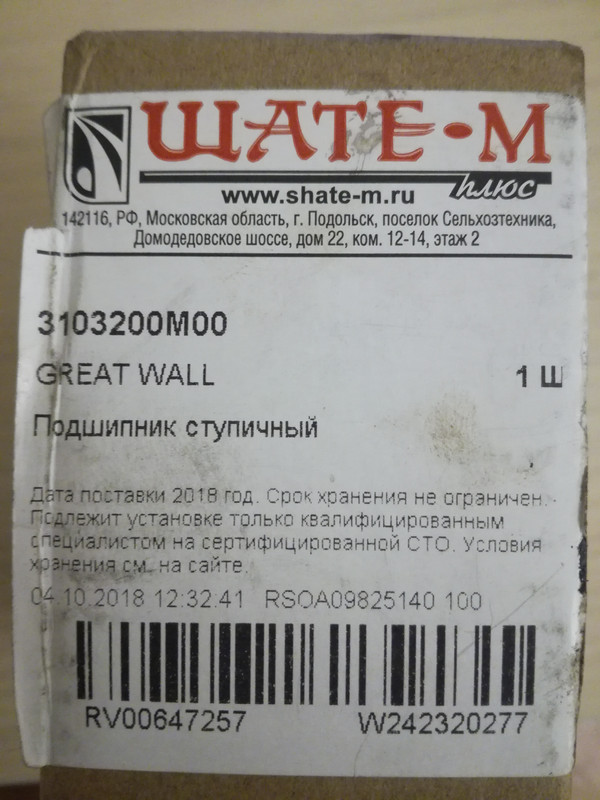 ШАТЕ-М
плюс
www.shate-m.ru
142116, РФ, Московская область, г. Подольск, поселок Сельхозтехника,
Домодедовское шоссе, дом 22, ком. 12-14, этаж 2
3103200M00
GREAT WALL
1 Ш
Подшипник ступичный
Дата поставки 2018 год. Срок хранения не ограничен.
Подлежит установке только квалифицированным
специалистом на сертифицированной СТО. Условия
хранения см. на сайте.
04.10.2018 12:32:41 RSOA09825140 100
RV00647257 W242320277